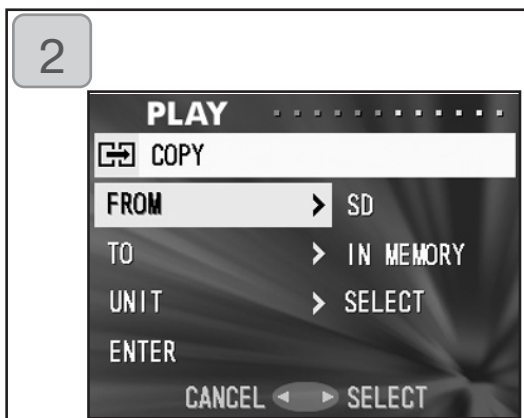 2
PLAY
COPY
FROM > SD
TO > IN MEMORY
UNIT > SELECT
ENTER
CANCEL ◄ ► SELECT